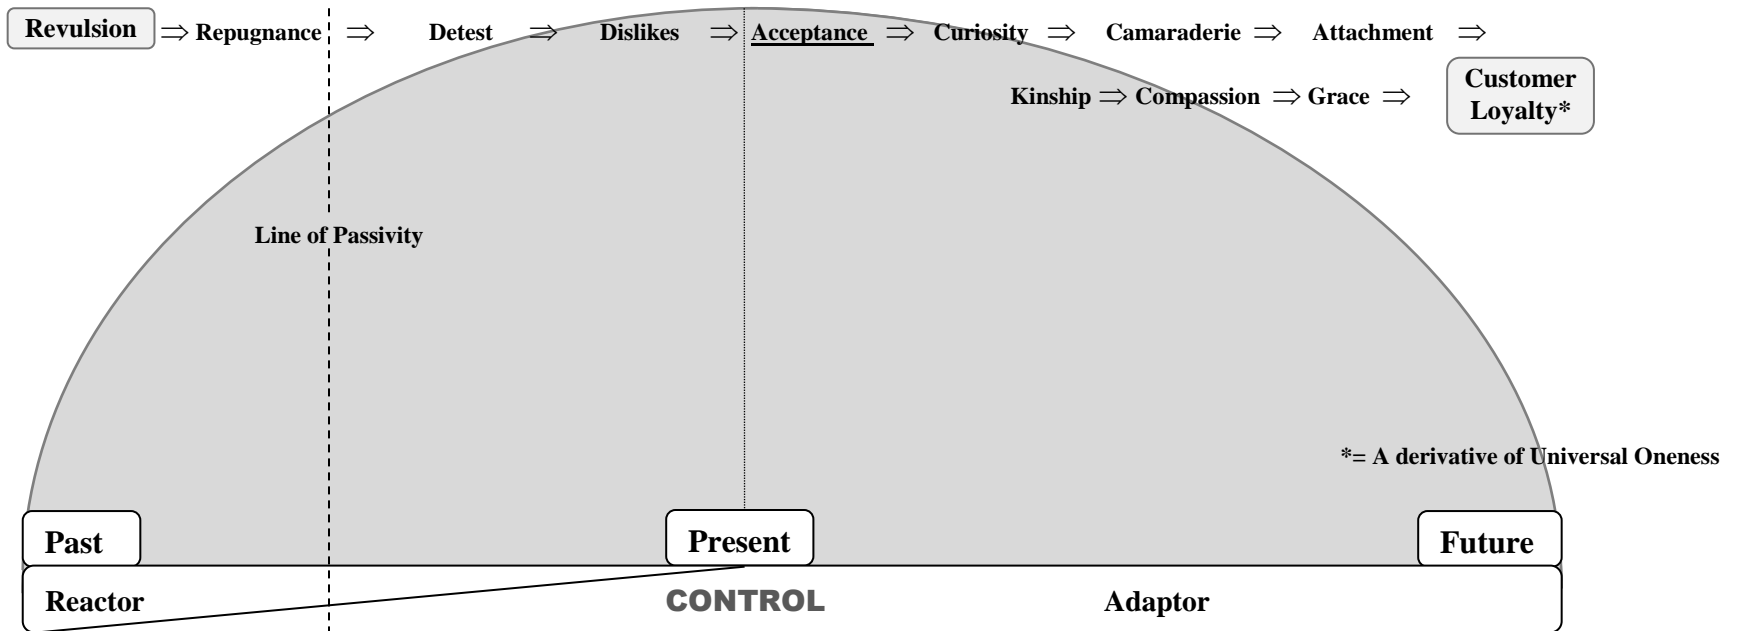 Revulsion ⇒ Repugnance ⇒ Detest ⇒ Dislikes ⇒ Acceptance ⇒ Curiosity ⇒ Camaraderie ⇒ Attachment ⇒
Kinship ⇒ Compassion ⇒ Grace ⇒
Customer
Loyalty*
Line of Passivity
*= A derivative of Universal Oneness
Past
Present
Future
Reactor
CONTROL
Adaptor